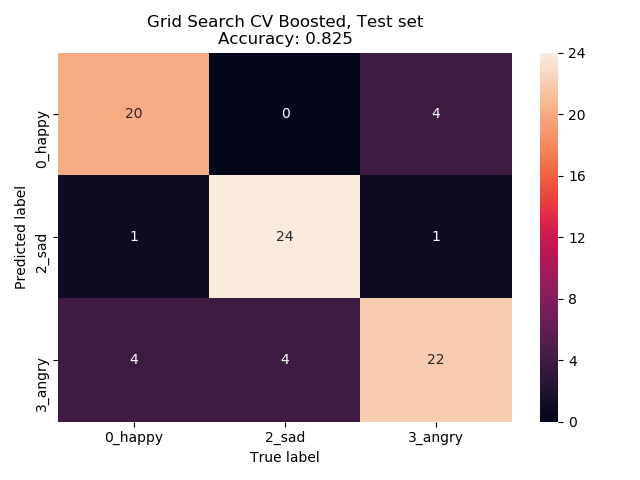 Grid Search CV Boosted, Test set
Accuracy: 0.825
Predicted label
0_happy
20
0
4
2_sad
1
24
1
3_angry
4
4
22
0_happy
2_sad
3_angry
True label
24
20
16
12
8
4
0